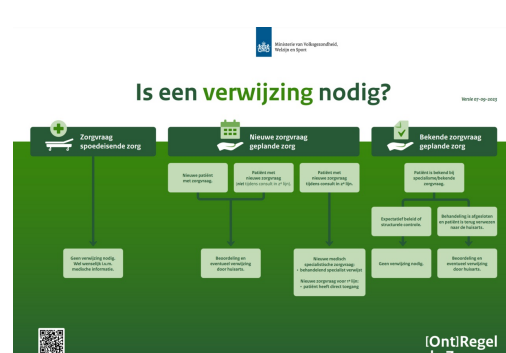 Ministerie van Volksgezondheid,
Welzijn en Sport
Is een verwijzing nodig?
Versie 07-09-2023
Zorgvraag
spoedeisende zorg
Nieuwe zorgvraag
geplande zorg
Bekende zorgvraag
geplande zorg
Nieuwe patiënt
met zorgvraag.
Patiënt met
nieuwe zorgvraag
niet tijdens consult in 2e lijn.
Patiënt met
nieuwe zorgvraag
tijdens consult in 2e lijn.
Patiënt is bekend bij
specialisme/bekende
zorgvraag.
Expectatief beleid of
structurele controle.
Behandeling is afgesloten
en patiënt is terug verwezen
naar de huisarts.
Geen verwijzing nodig.
Wel wenselijk i.v.m.
medische informatie.
Beoordeling en
eventueel verwijzing
door huisarts.
Nieuwe medisch
specialistische zorgvraag:
- behandelend specialist verwijst
Nieuwe zorgvraag voor 1e lijn:
- patiënt heeft direct toegang
Geen verwijzing nodig.
Beoordeling en
eventueel verwijzing
door huisarts.
[Ont]Regel